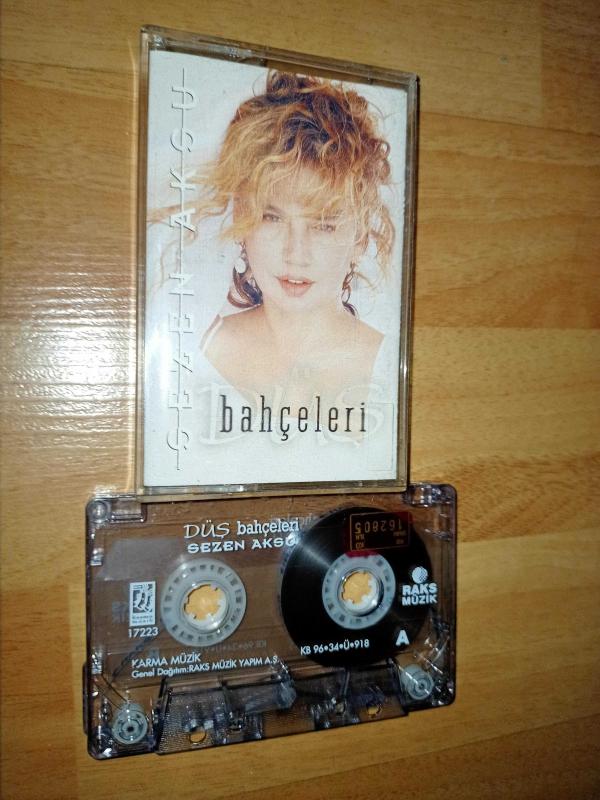 SEZEN AKSU
DÜŞ
bahçeleri
DÜŞ bahçeleri
SEZEN AKSU
162805
RAKS
MÜZİK
17223
KB 96•34•Ü•918
A
KARMA MÜZİK
Genel Dağıtım:RAKS MÜZİK YAPIM A.Ş.